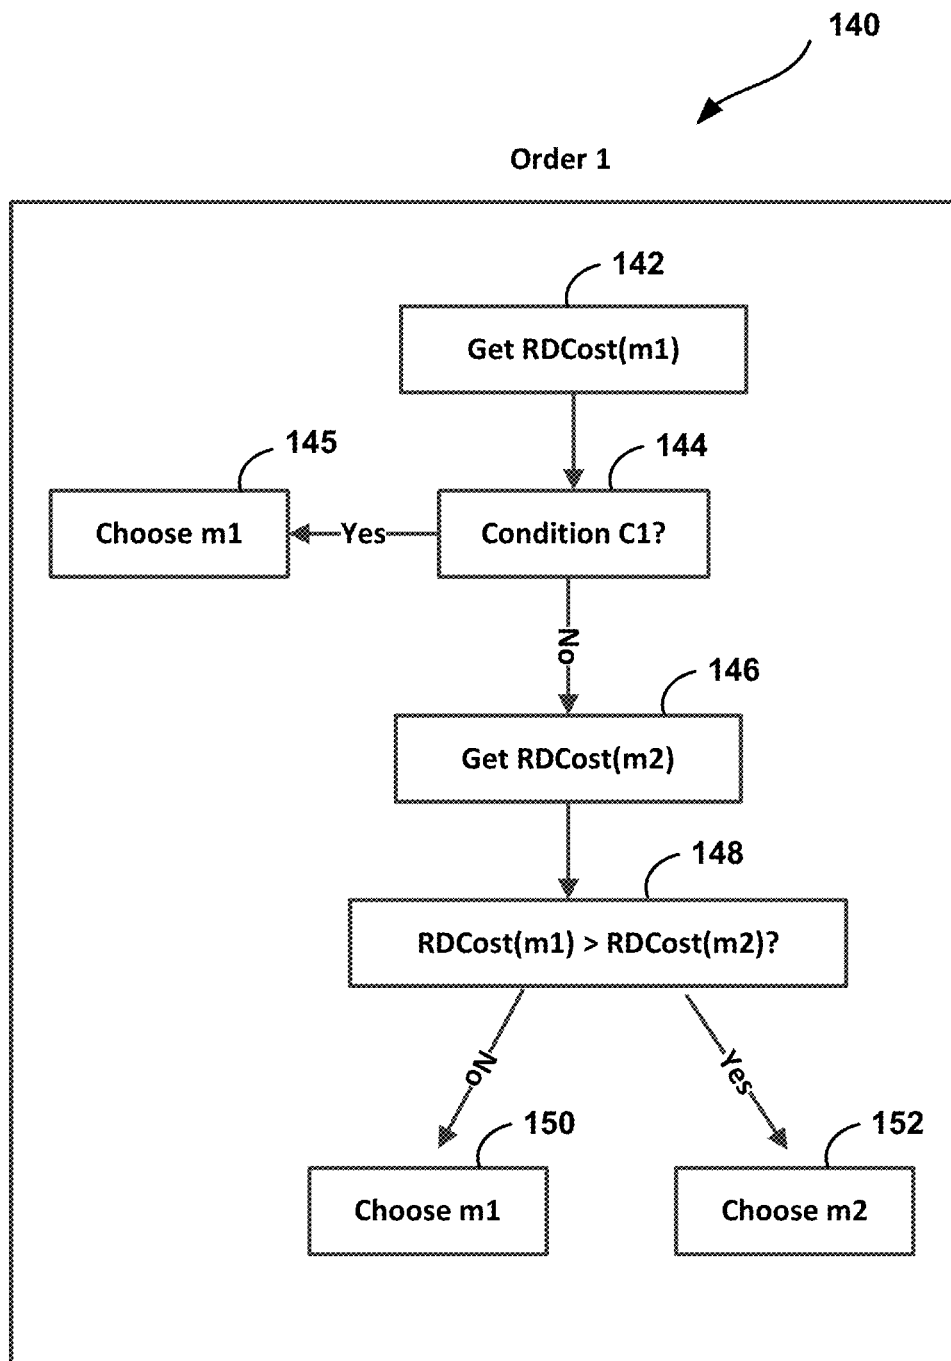 140
Order 1
142
Get RDCost(m1)
145
144
Choose m1
Yes
Condition C1?
No
146
Get RDCost(m2)
148
RDCost(m1) > RDCost(m2)?
No
Yes
150
152
Choose m1
Choose m2